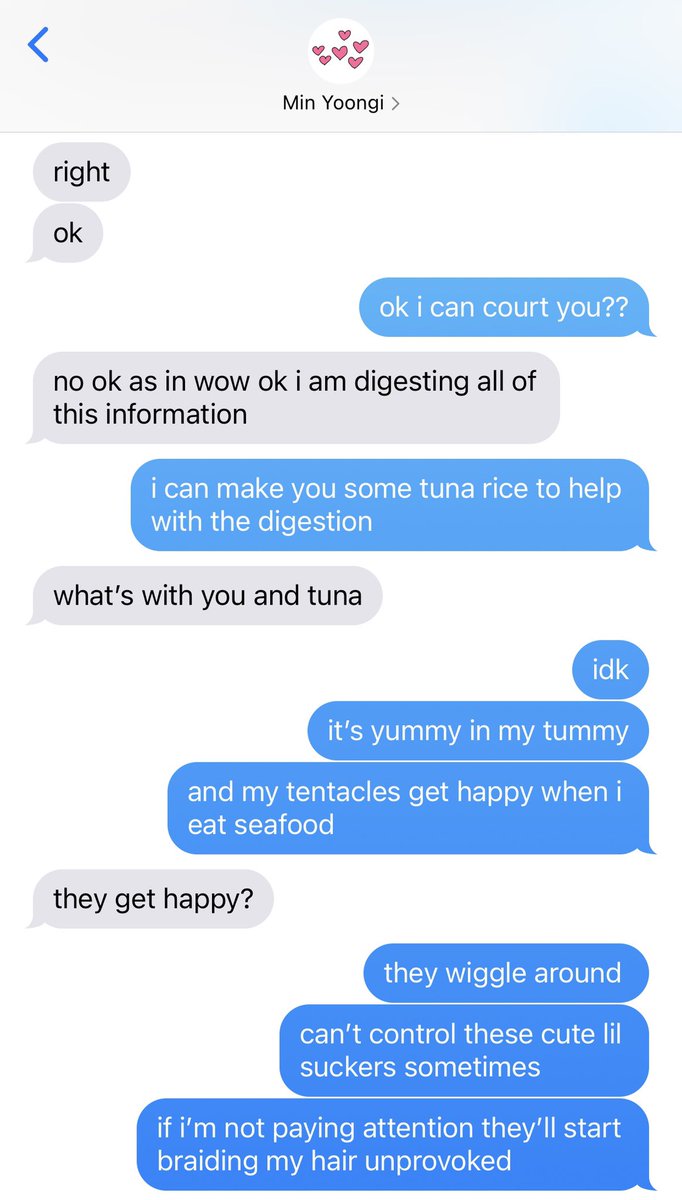 Min Yoongi
right
ok
ok i can court you??
no ok as in wow ok i am digesting all of
this information
i can make you some tuna rice to help
with the digestion
what’s with you and tuna
idk
it’s yummy in my tummy
and my tentacles get happy when i
eat seafood
they get happy?
they wiggle around
can’t control these cute lil
suckers sometimes
if i’m not paying attention they’ll start
braiding my hair unprovoked